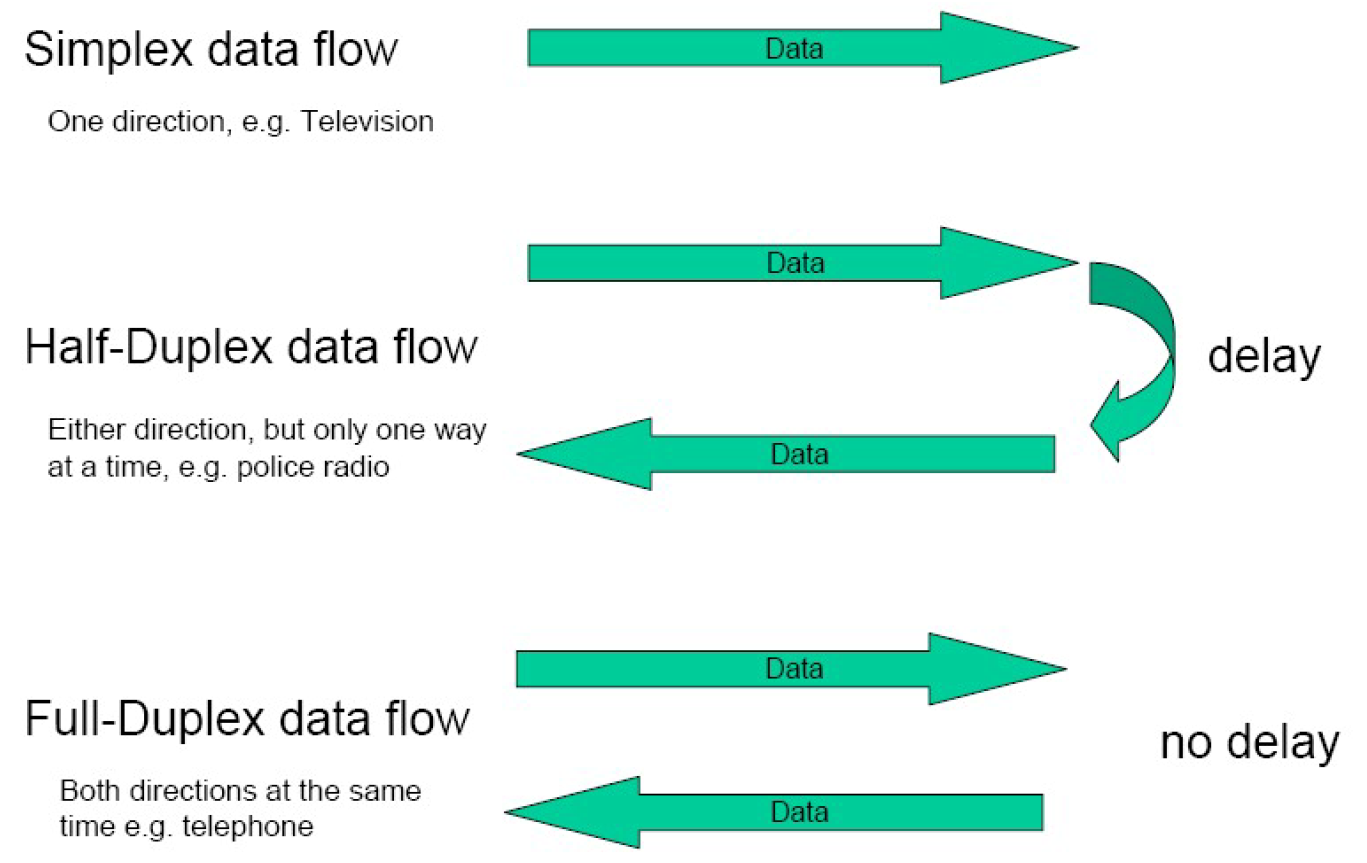 Simplex data flow
Data
One direction, e.g. Television
Data
Half-Duplex data flow
delay
Either direction, but only one way
at a time, e.g. police radio
Data
Data
Full-Duplex data flow
no delay
Both directions at the same
time e.g. telephone
Data